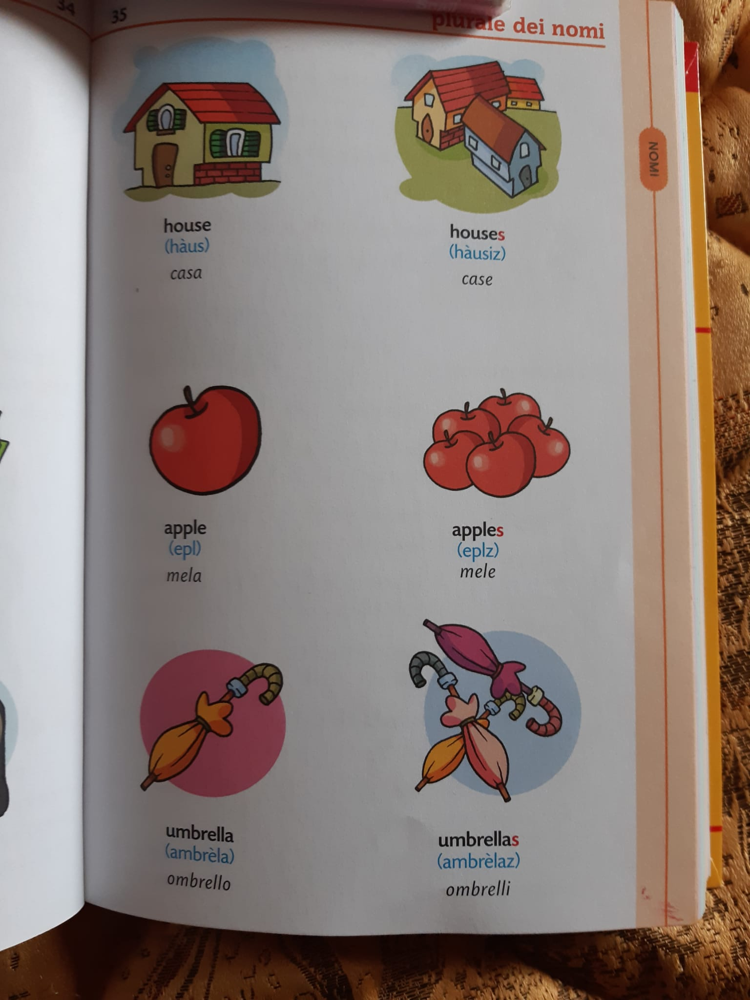 34
35
plurale dei nomi
NOMI
house
(hàus)
casa
houses
(hàusiz)
case
apple
(epl)
mela
apples
(eplz)
mele
umbrella
(ambrèla)
ombrello
umbrellas
(ambrèlaz)
ombrelli